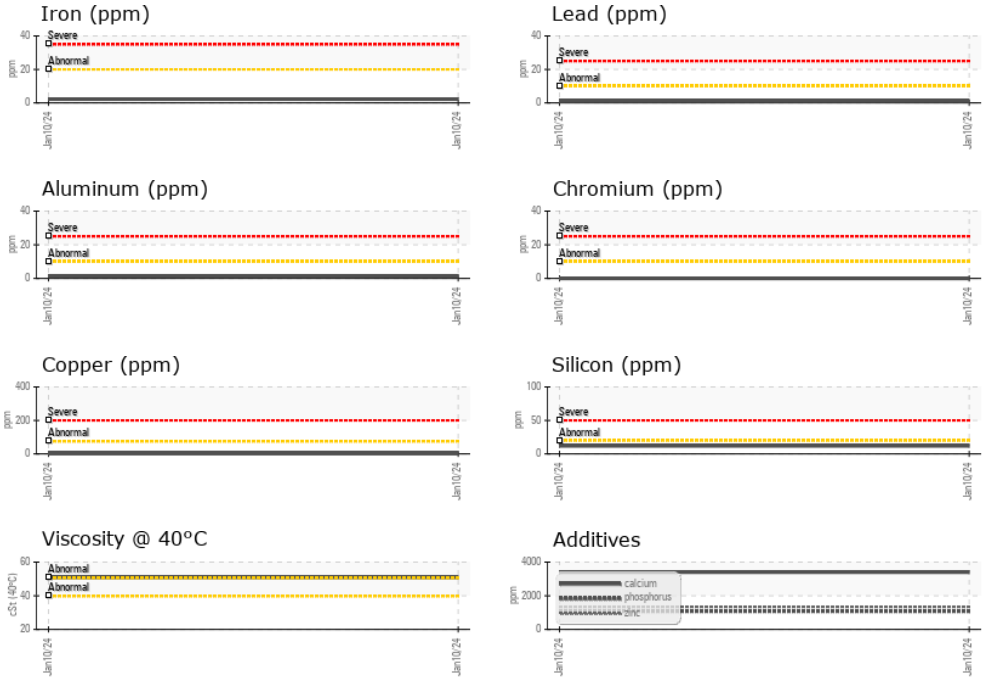 Iron (ppm)
40
Severe
Abnormal
20
0
ppm
Jan10/24
Jan10/24
Lead (ppm)
40
Severe
20
Abnormal
0
ppm
Jan10/24
Jan10/24
Aluminum (ppm)
40
Severe
20
Abnormal
0
ppm
Jan10/24
Jan10/24
Chromium (ppm)
40
Severe
20
Abnormal
0
ppm
Jan10/24
Jan10/24
Copper (ppm)
400
Severe
200
Abnormal
0
ppm
Jan10/24
Jan10/24
Silicon (ppm)
100
Severe
50
Abnormal
0
ppm
Jan10/24
Jan10/24
Viscosity @ 40°C
60
Abnormal
Abnormal
40
20
cSt (40°C)
Jan10/24
Jan10/24
Additives
4000
2000
0
ppm
calcium
phosphorus
zinc
Jan10/24
Jan10/24